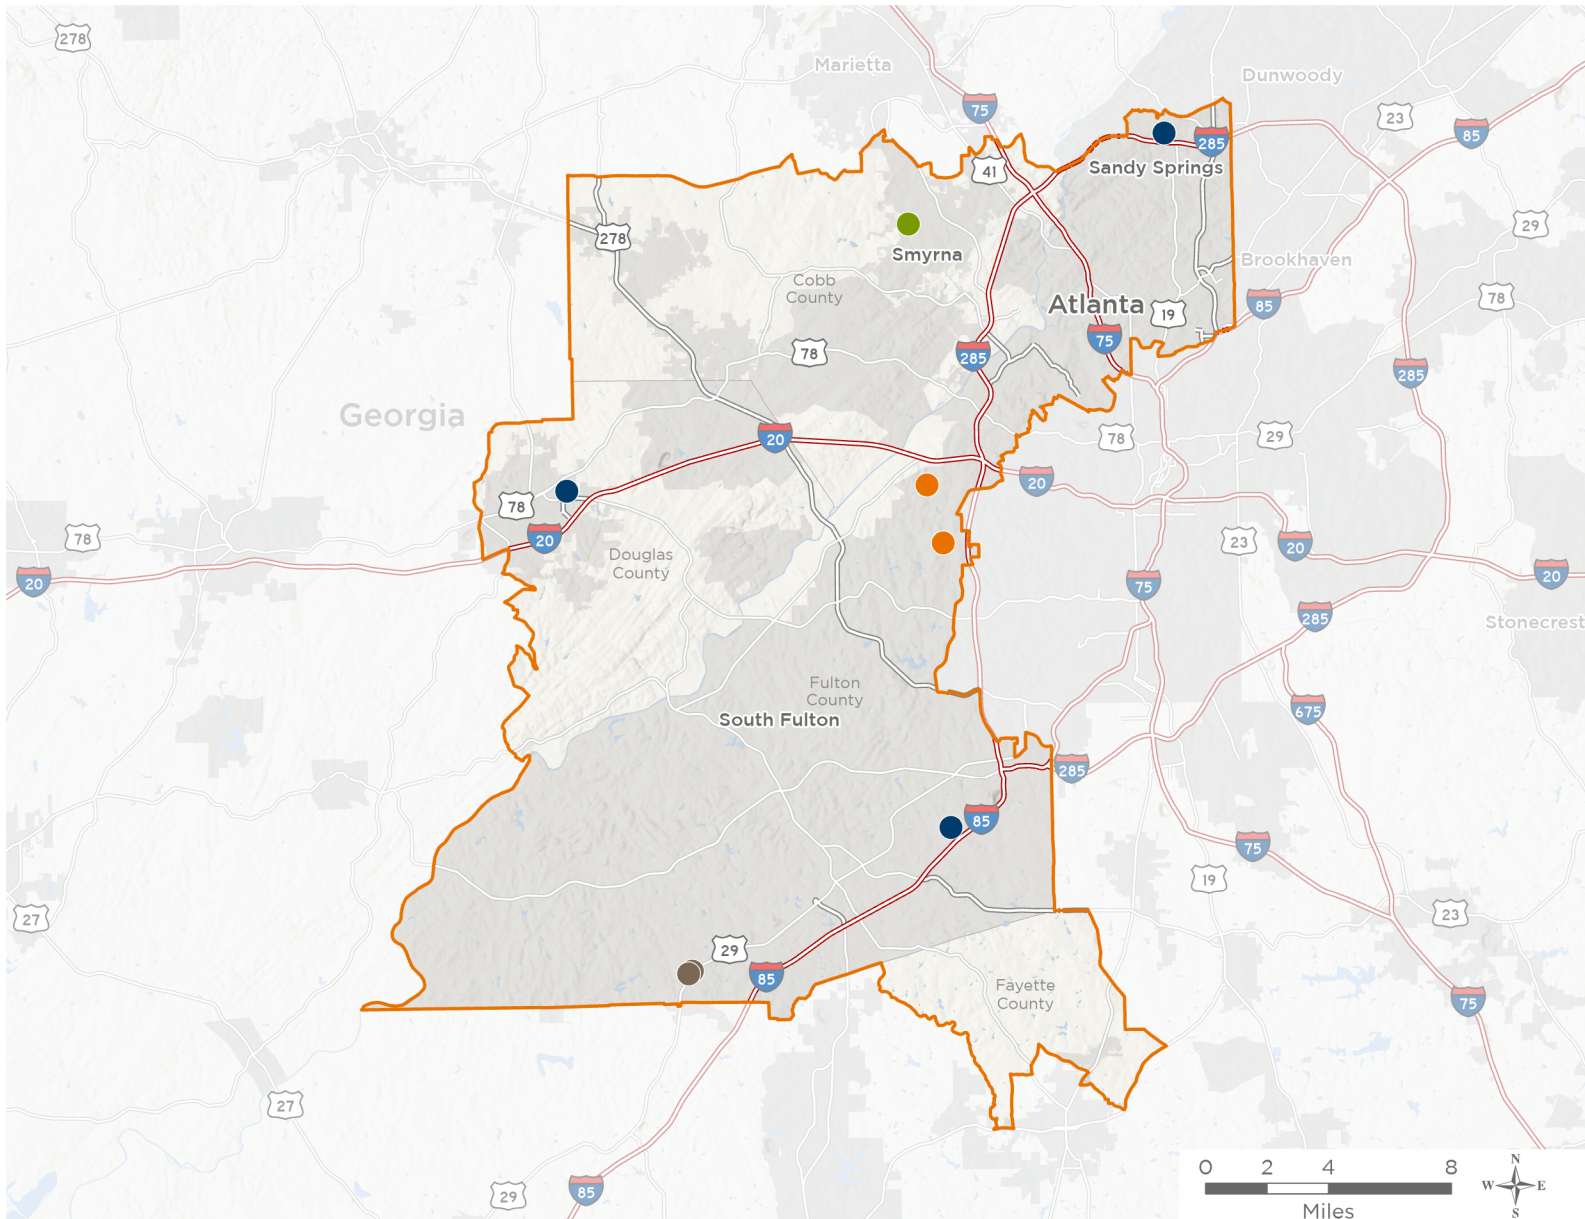 278
Marietta
Dunwoody
75
23
85
285
41
Sandy Springs
278
29
Smyrna
Brookhaven
Cobb
County
78
85
Atlanta
19
75
78
285
285
Georgia
20
78
29
20
78
78
20
23
20
20
20
Douglas
County
75
285
Stonecrest
Fulton
County
South Fulton
675
285
85
75
19
27
23
29
85
Fayette
County
75
27
29
85
0 2 4 8
Miles
N
W E
S